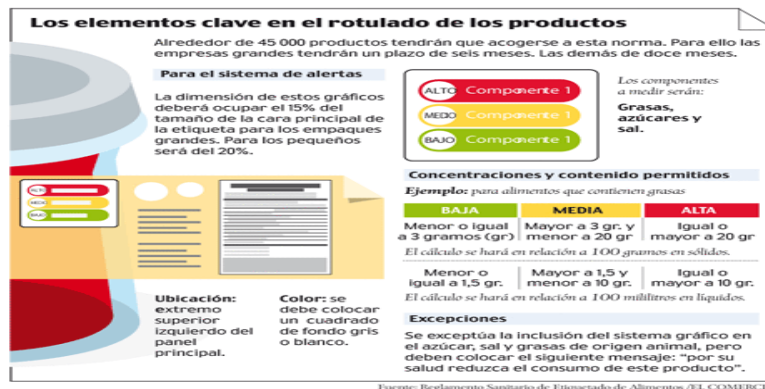 Los elementos clave en el rotulado de los productos
Alrededor de 45 000 productos tendrán que acogerse a esta norma. Para ello las
empresas grandes tendrán un plazo de seis meses. Las demás de doce meses.
Para el sistema de alertas
La dimensión de estos gráficos
deberá ocupar el 15% del
tamaño de la cara principal de
la etiqueta para los empaques
grandes. Para los pequeños
será del 20%.
ALTO Componente 1
MEDIO Componente 1
BAJO Componente 1
Los componentes
a medir serán:
Grasas,
azúcares y
sal.
ALTO
MEDIO
BAJO
Ubicación:
extremo
superior
izquierdo del
panel
principal.
Color: se
debe colocar
un cuadrado
de fondo gris
o blanco.
Concentraciones y contenido permitidos
Ejemplo: para alimentos que contienen grasas
BAJA MEDIA ALTA
Menor o igual Mayor a 3 gr. y Igual o
a 3 gramos (gr) menor a 20 gr mayor a 20 gr
El cálculo se hará en relación a 100 gramos en sólidos.
Menor o Mayor a 1,5 y Igual o
igual a 1,5 gr. menor a 10 gr. mayor a 10 gr.
El cálculo se hará en relación a 100 mililitros en líquidos.
Excepciones
Se exceptúa la inclusión del sistema gráfico en
el azúcar, sal y grasas de origen animal, pero
deben colocar el siguiente mensaje: “por su
salud reduzca el consumo de este producto”.
Fuente: Reglamento Sanitario de Etiquetado de Alimentos /EL COMERCI